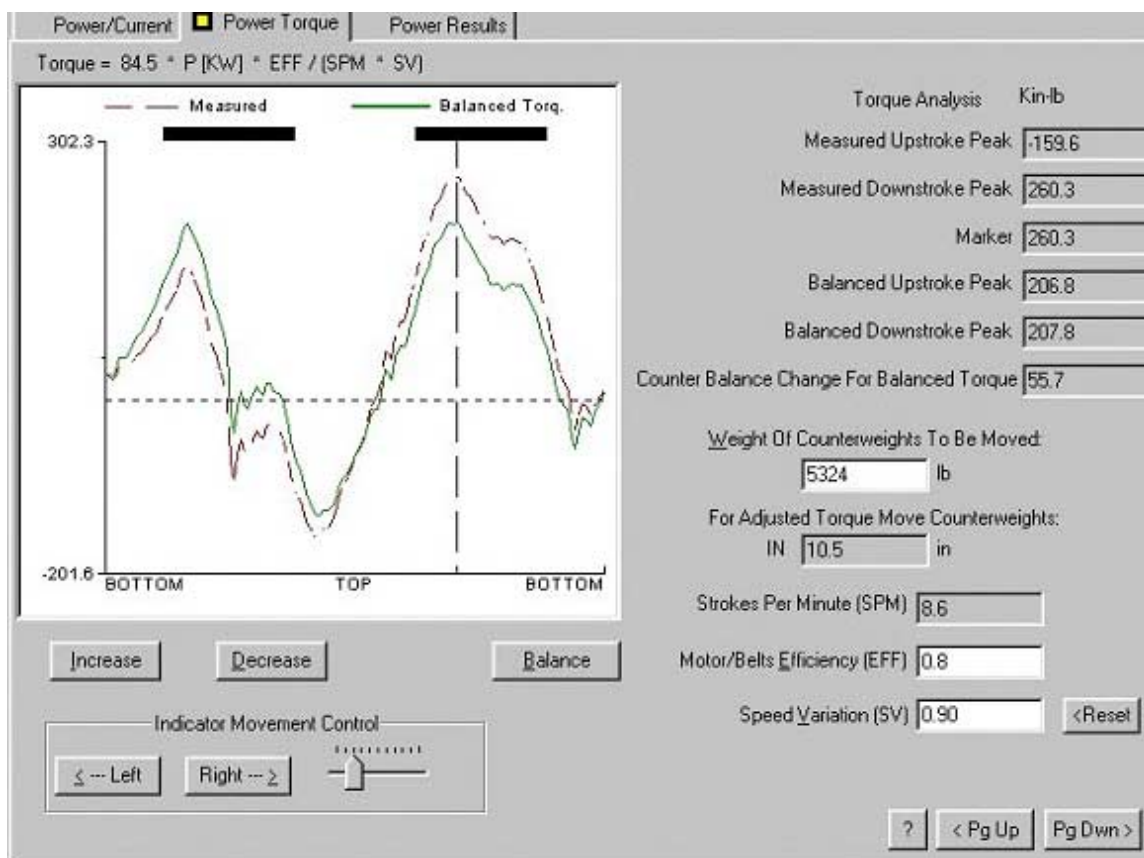 Power/Current Power Torque Power Results
Torque = 84.5 * P [KW] * EFF / (SPM * SV)
Measured Balanced Torq.
302.3
-201.6
BOTTOM TOP BOTTOM
Increase Decrease Balance
Indicator Movement Control
< --- Left Right --- >
Torque Analysis Kin-lb
Measured Upstroke Peak -159.6
Measured Downstroke Peak 260.3
Marker 260.3
Balanced Upstroke Peak 206.8
Balanced Downstroke Peak 207.8
Counter Balance Change For Balanced Torque 55.7
Weight Of Counterweights To Be Moved:
5324 lb
For Adjusted Torque Move Counterweights:
IN 10.5 in
Strokes Per Minute (SPM) 8.6
Motor/Belts Efficiency (EFF) 0.8
Speed Variation (SV) 0.90 <Reset
? < Pg Up Pg Dwn >